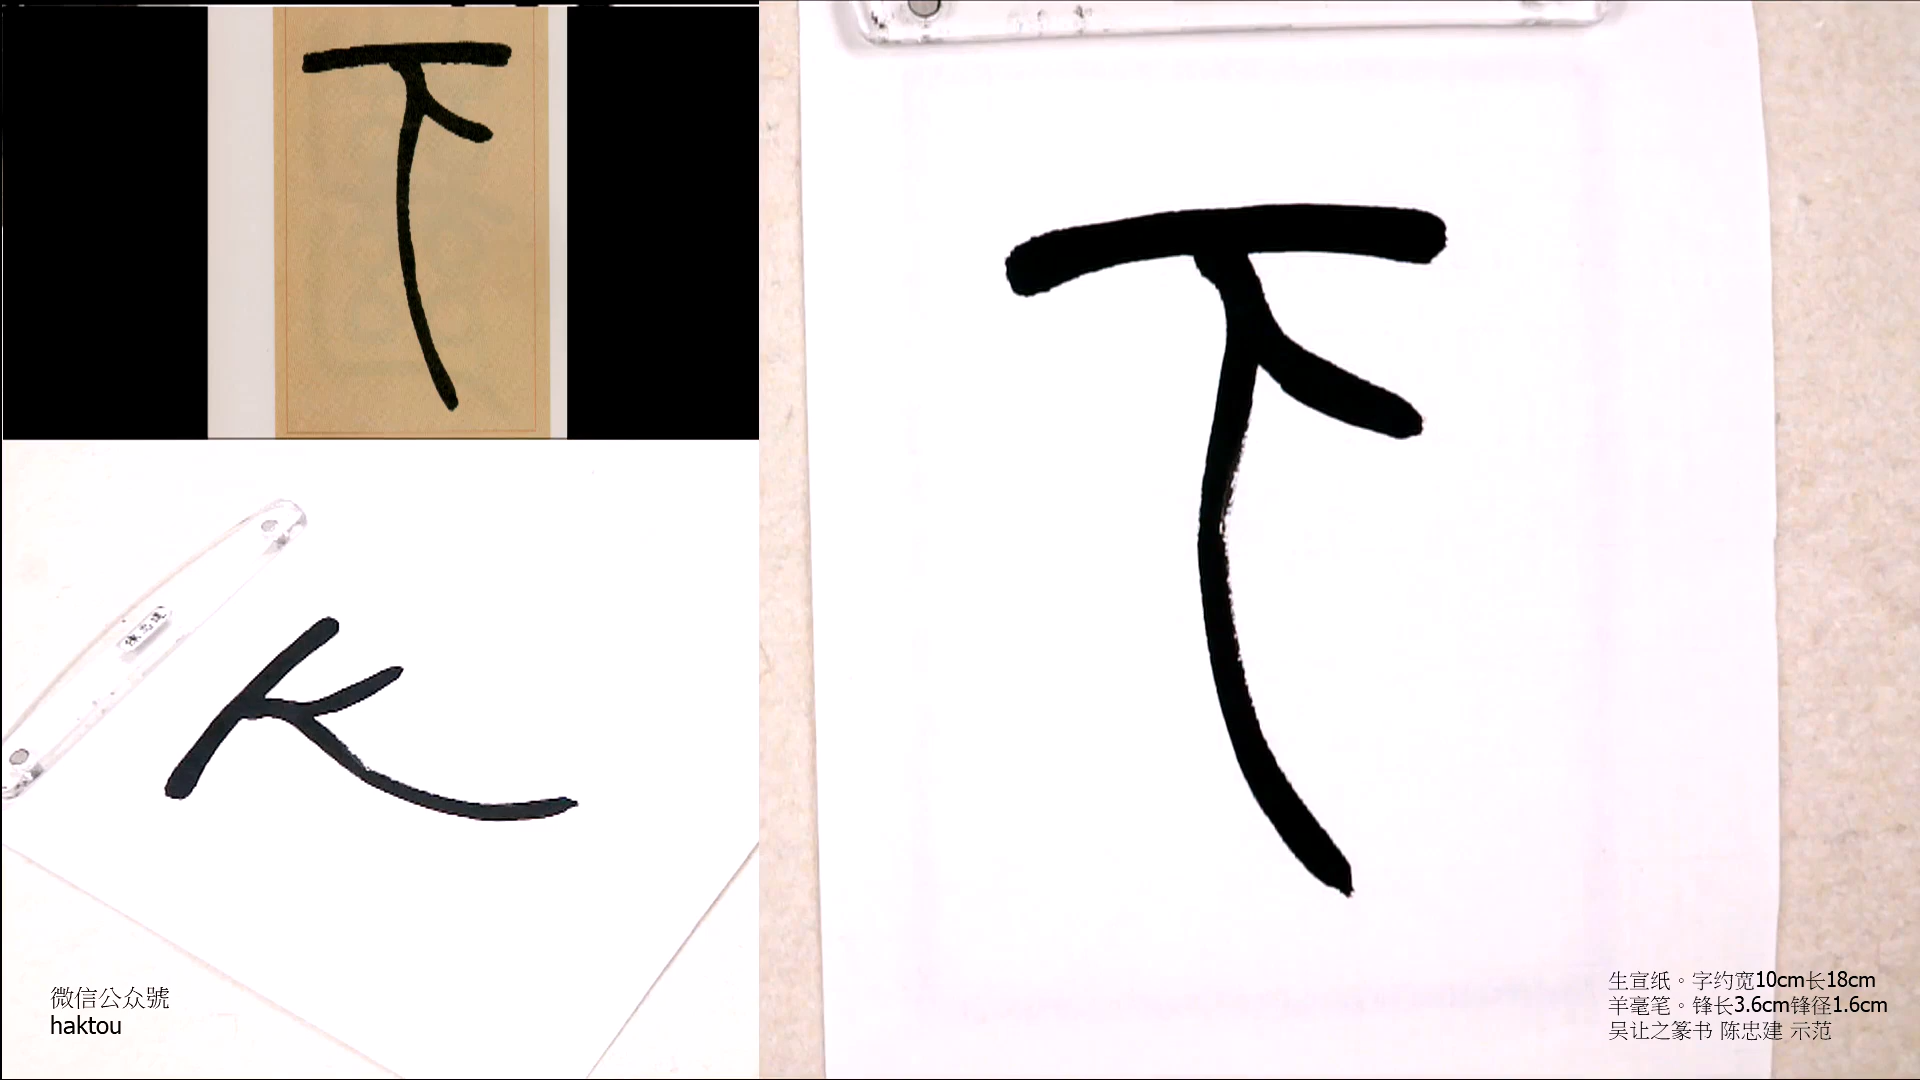 下
微信公众號
haktou
下
生宣纸。字约宽10cm长18cm
羊毫笔。锋长3.6cm锋径1.6cm
吴让之篆书 陈忠建 示范